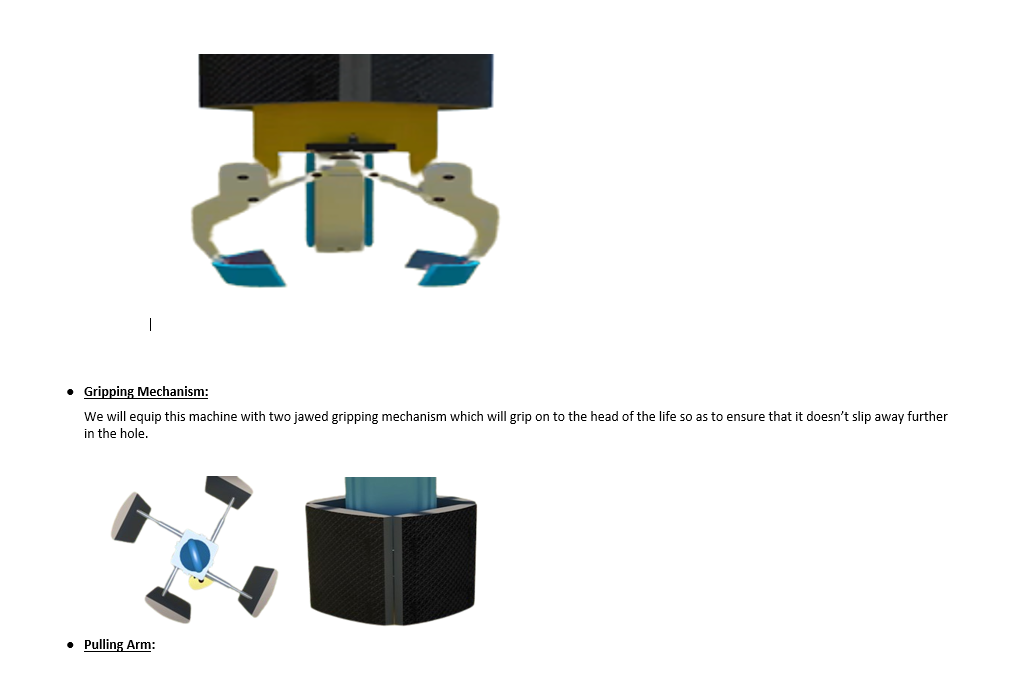 ● Gripping Mechanism:
We will equip this machine with two jawed gripping mechanism which will grip on to the head of the life so as to ensure that it doesn’t slip away further
in the hole.
● Pulling Arm: